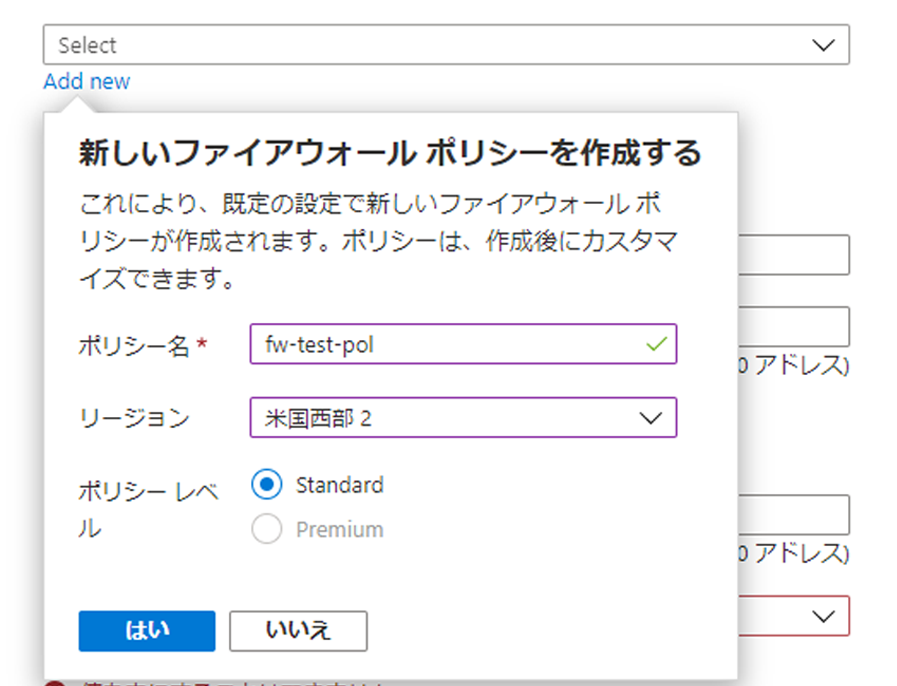 Select
Add new
新しいファイアウォール ポリシーを作成する
これにより、既定の設定で新しいファイアウォール ポ
リシーが作成されます。ポリシーは、作成後にカスタマ
イズできます。
ポリシー名 *
fw-test-pol
0 アドレス)
リージョン
米国西部 2
ポリシー レベ
ル
Standard
Premium
0 アドレス)
はい
いいえ